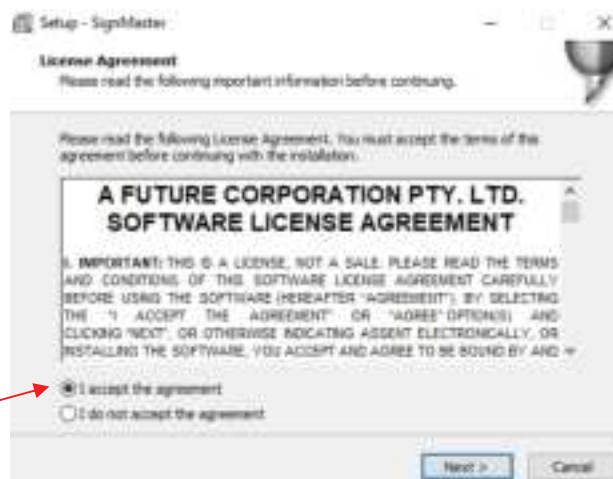 Setup - SignMaster
License Agreement
Please read the following important information before continuing.
Please read the following License Agreement. You must accept the terms of this
agreement before continuing with the installation.
A FUTURE CORPORATION PTY. LTD.
SOFTWARE LICENSE AGREEMENT
IMPORTANT: THIS IS A LICENSE, NOT A SALE. PLEASE READ THE TERMS
AND CONDITIONS OF THIS SOFTWARE LICENSE AGREEMENT CAREFULLY
BEFORE USING THE SOFTWARE (HEREAFTER "AGREEMENT"). BY SELECTING
THE "I ACCEPT THE AGREEMENT" OR "AGREE" OPTION(S) AND
CLICKING "NEXT", OR OTHERWISE INDICATING ASSENT ELECTRONICALLY, OR
INSTALLING THE SOFTWARE, YOU ACCEPT AND AGREE TO BE BOUND BY AND
I accept the agreement
I do not accept the agreement
Next >
Cancel